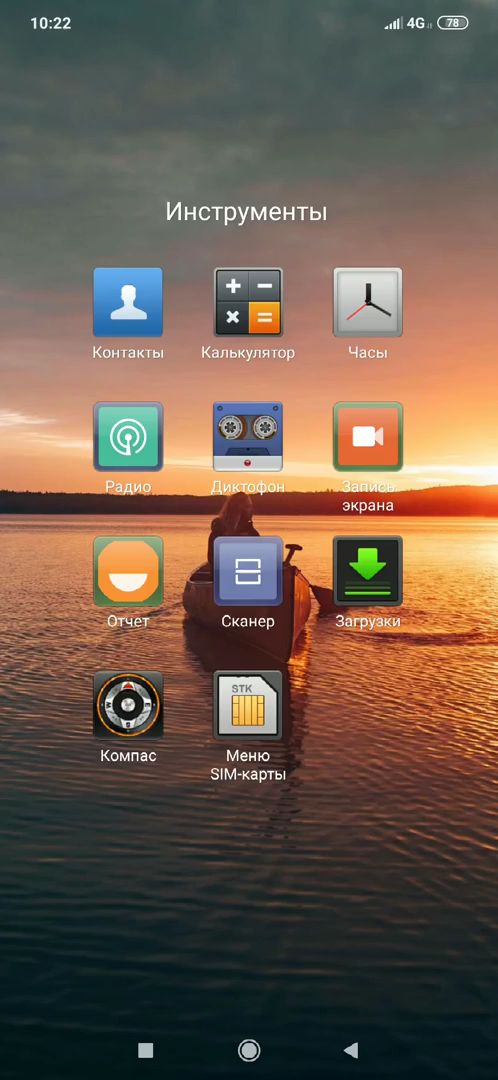 10:22
4G
78
Инструменты
Контакты
Калькулятор
Часы
Радио
Диктофон
Запись
экрана
Отчет
Сканер
Загрузки
W
E
S
Компас
STK
Меню
SIM-карты